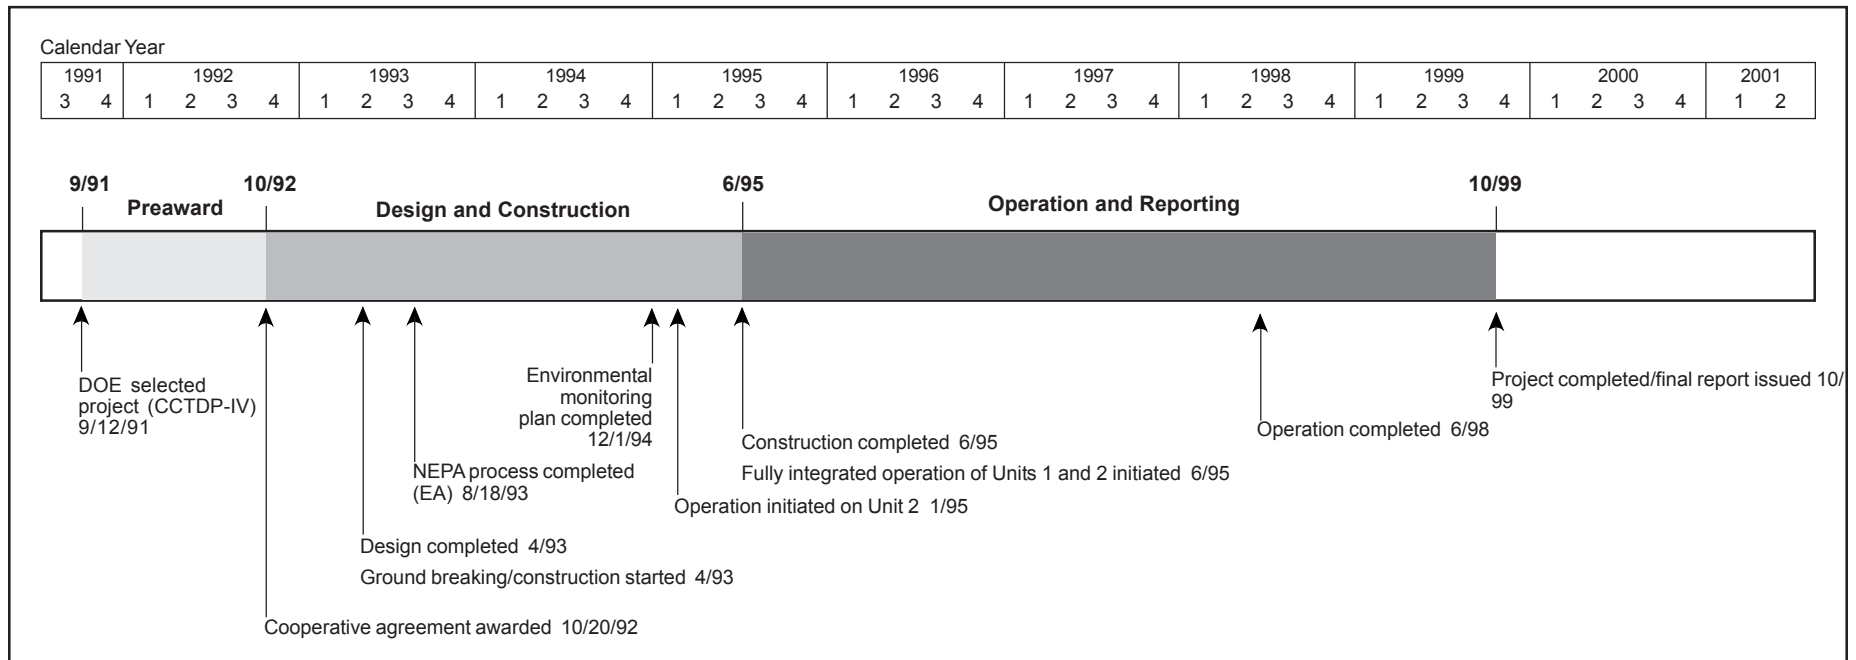 Calendar Year
1991 1992 1993 1994 1995 1996 1997 1998 1999 2000 2001
3 4 1 2 3 4 1 2 3 4 1 2 3 4 1 2 3 4 1 2 3 4 1 2 3 4 1 2 3 4 1 2 3 4 1 2 3 4 1 2
9/91 10/92 6/95 10/99
Preaward Design and Construction Operation and Reporting
DOE selected
project (CCTDP-IV)
9/12/91
Environmental
monitoring
plan completed
12/1/94
Project completed/final report issued 10/
99
Construction completed 6/95
Operation completed 6/98
NEPA process completed
(EA) 8/18/93
Fully integrated operation of Units 1 and 2 initiated 6/95
Operation initiated on Unit 2 1/95
Design completed 4/93
Ground breaking/construction started 4/93
Cooperative agreement awarded 10/20/92